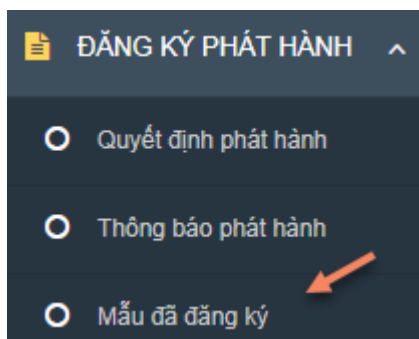 ĐĂNG KÝ PHÁT HÀNH
Quyết định phát hành
Thông báo phát hành
Mẫu đã đăng ký